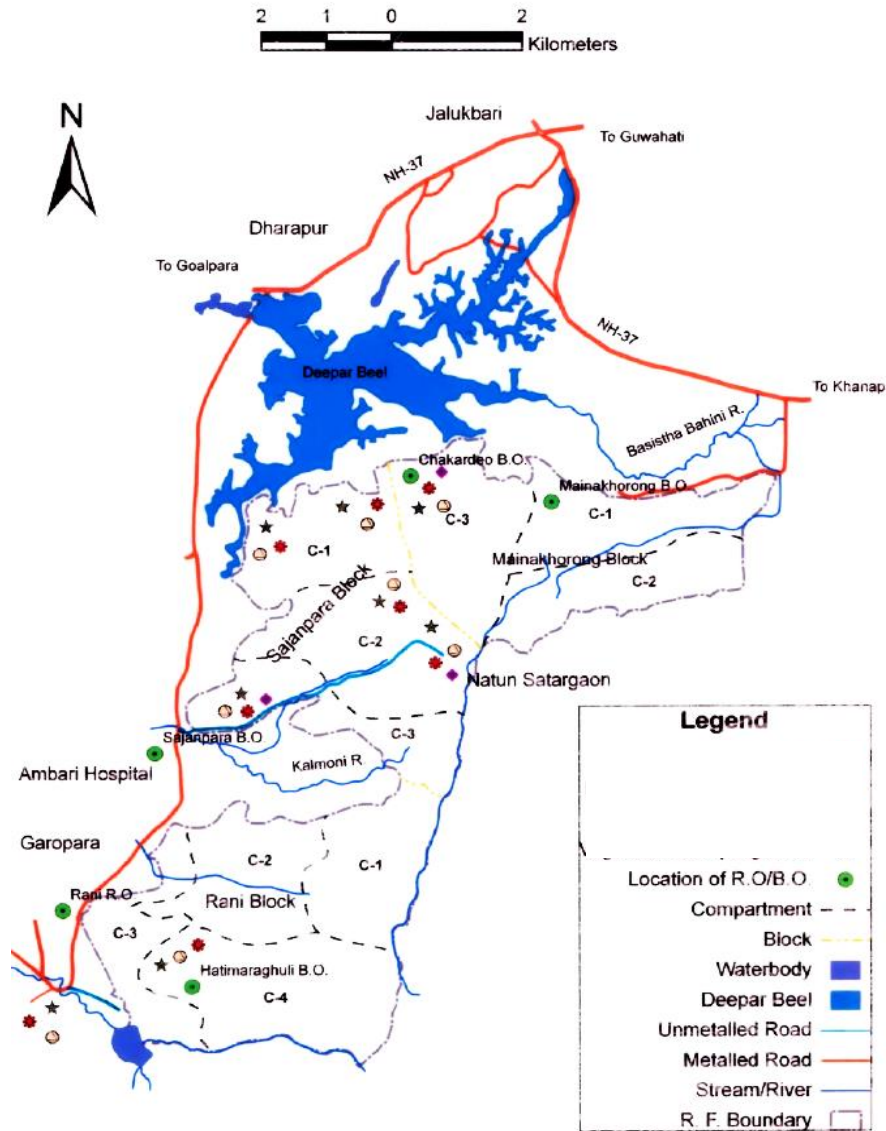 2 1 0 2
Kilometers
N
Jalukbari
To Guwahati
NH-37
Dharapur
To Goalpara
NH-37
Deepar Beel
To Khanap
Basistha Bahini R.
Chakardeo B.O.
Mainakhorong B.O.
C-3
C-1
C-1
Mainakhorong Block
C-2
Sajanpara Block
C-2
Natun Satargaon
Sajanpara B.O
C-3
Kalmoni R.
Ambari Hospital
Garopara
C-2
C-1
Rani R.O
Rani Block
C-3
Hatimaraghuli B.O.
C-4
Legend
Location of R.O/B.O.
Compartment
Block
Waterbody
Deepar Beel
Unmetalled Road
Metalled Road
Stream/River
R. F. Boundary